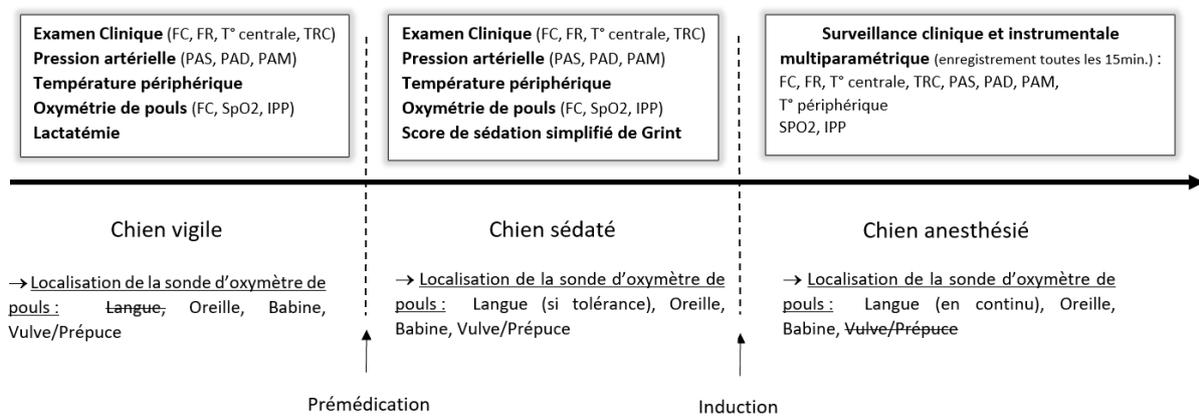 Examen Clinique (FC, FR, T° centrale, TRC)
Pression artérielle (PAS, PAD, PAM)
Température périphérique
Oxymétrie de pouls (FC, SpO2, IPP)
Lactatémie
Examen Clinique (FC, FR, T° centrale, TRC)
Pression artérielle (PAS, PAD, PAM)
Température périphérique
Oxymétrie de pouls (FC, SpO2, IPP)
Score de sédation simplifié de Grint
Surveillance clinique et instrumentale
multiparamétrique (enregistrement toutes les 15min.) :
FC, FR, T° centrale, TRC, PAS, PAD, PAM,
T° périphérique
SPO2, IPP
Chien vigile
→ Localisation de la sonde d'oxymètre de
pouls : Langue, Oreille, Babine,
Vulve/Prépuce
Chien sédaté
→ Localisation de la sonde d'oxymètre de
pouls : Langue (si tolérance), Oreille,
Babine, Vulve/Prépuce
Chien anesthésié
→ Localisation de la sonde d'oxymètre de
pouls : Langue (en continu), Oreille,
Babine, Vulve/Prépuce
Prémédication
Induction